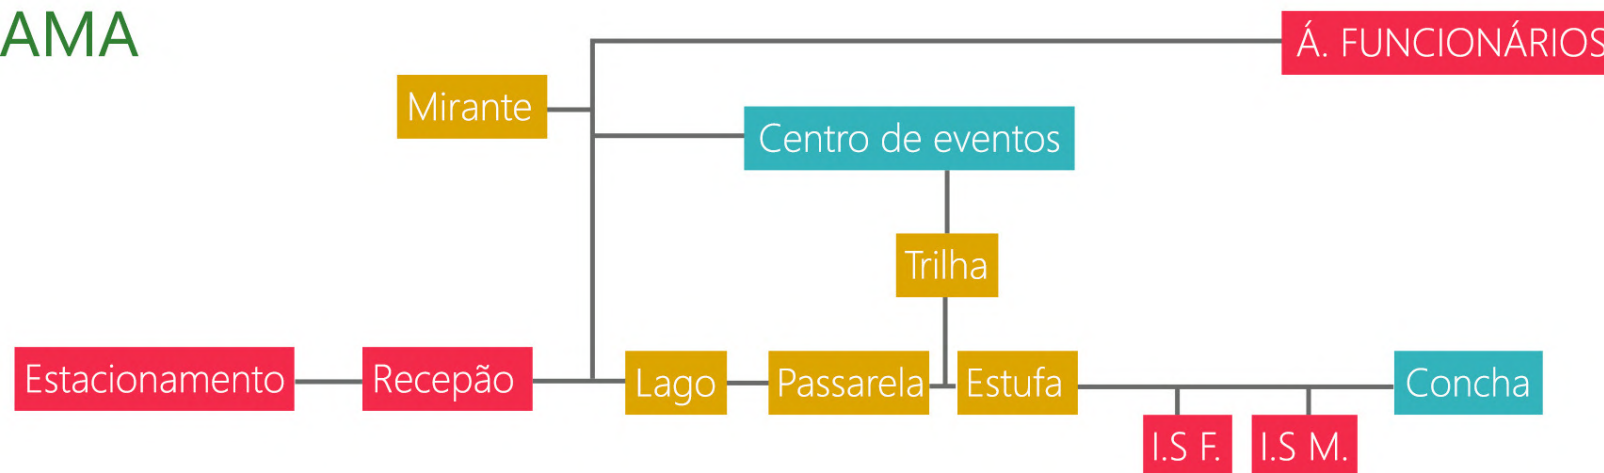 AMA
Á. FUNCIONÁRIOS
Mirante
Centro de eventos
Trilha
Estacionamento
Recepão
Lago
Passarela
Estufa
Concha
I.S F.
I.S M.